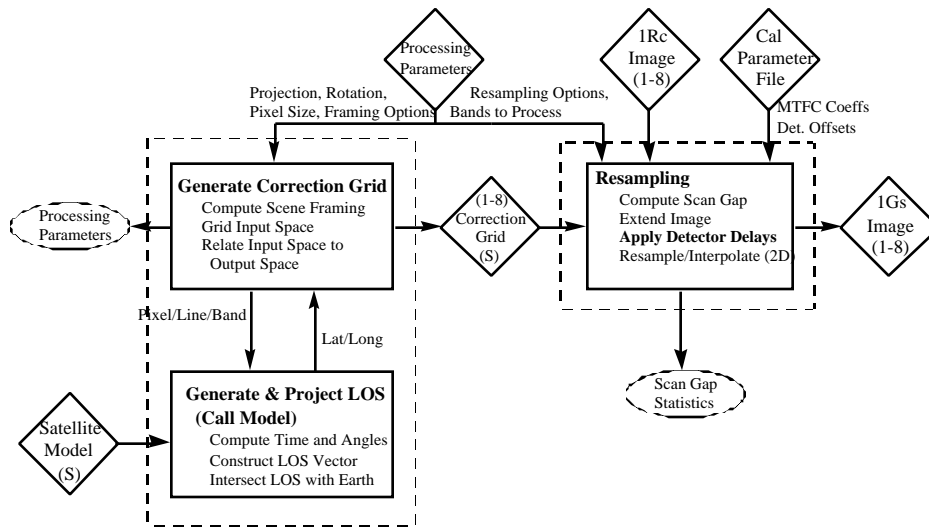 Processing
Parameters
1Rc
Image
(1-8)
Cal
Parameter
File
Projection, Rotation,
Pixel Size, Framing Options
Resampling Options,
Bands to Process
MTFC Coeffs
Det. Offsets
Generate Correction Grid
Compute Scene Framing
Grid Input Space
Relate Input Space to
Output Space
Processing
Parameters
(1-8)
Correction
Grid
(S)
Resampling
Compute Scan Gap
Extend Image
Apply Detector Delays
Resample/Interpolate (2D)
1Gs
Image
(1-8)
Pixel/Line/Band
Lat/Long
Generate & Project LOS
(Call Model)
Compute Time and Angles
Construct LOS Vector
Intersect LOS with Earth
Satellite
Model
(S)
Scan Gap
Statistics